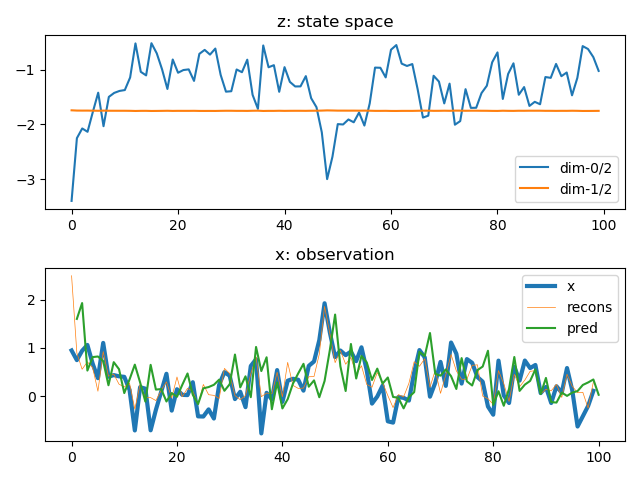 z: state space
−1
−2
−3
dim-0/2
dim-1/2
0 20 40 60 80 100
x: observation
2
1
0
x
recons
pred
0 20 40 60 80 100